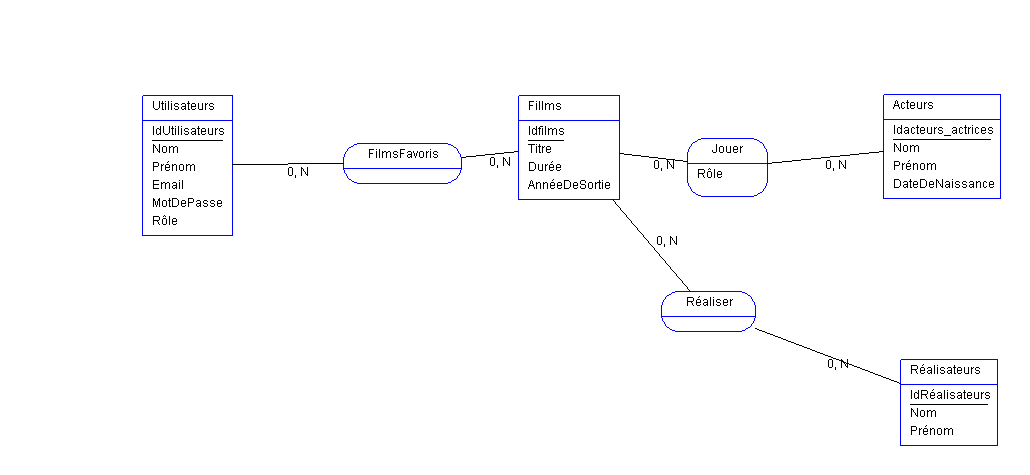 Utilisateurs
IdUtilisateurs
Nom
Prénom
Email
MotDePasse
Rôle
0, N
FilmsFavoris
0, N
Fillms
Idfilms
Titre
Durée
AnnéeDeSortie
0, N
Jouer
Rôle
0, N
Acteurs
Idacteurs_actrices
Nom
Prénom
DateDeNaissance
0, N
Réaliser
0, N
Réalisateurs
IdRéalisateurs
Nom
Prénom